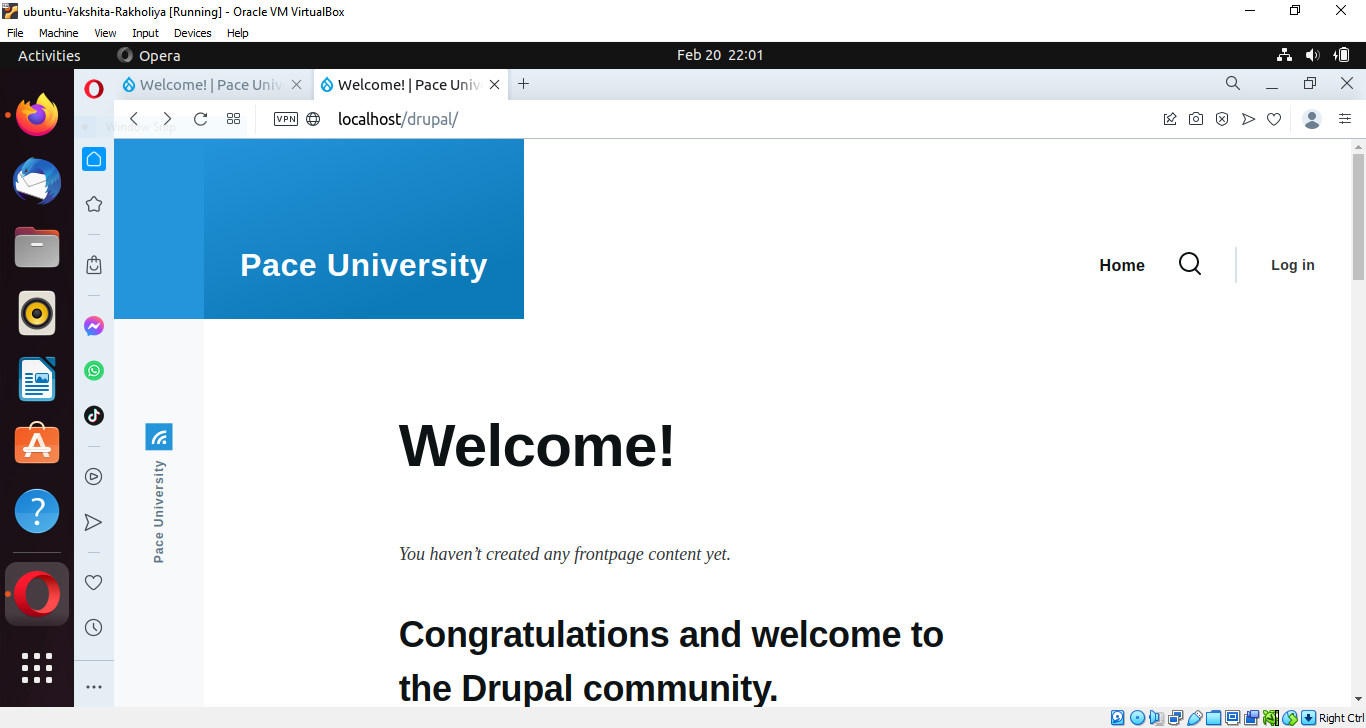 ubuntu-Yakshita-Rakholiya [Running] - Oracle VM VirtualBox
File Machine View Input Devices Help
Activities Opera Feb 20 22:01
Welcome! | Pace Univ Welcome! | Pace Univ
VPN localhost/drupal/
Pace University
Home Log in
Welcome!
Pace University
You haven’t created any frontpage content yet.
Congratulations and welcome to
the Drupal community.
Right Ctrl